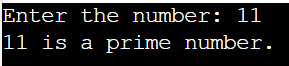 Enter the number: 11
11 is a prime number.